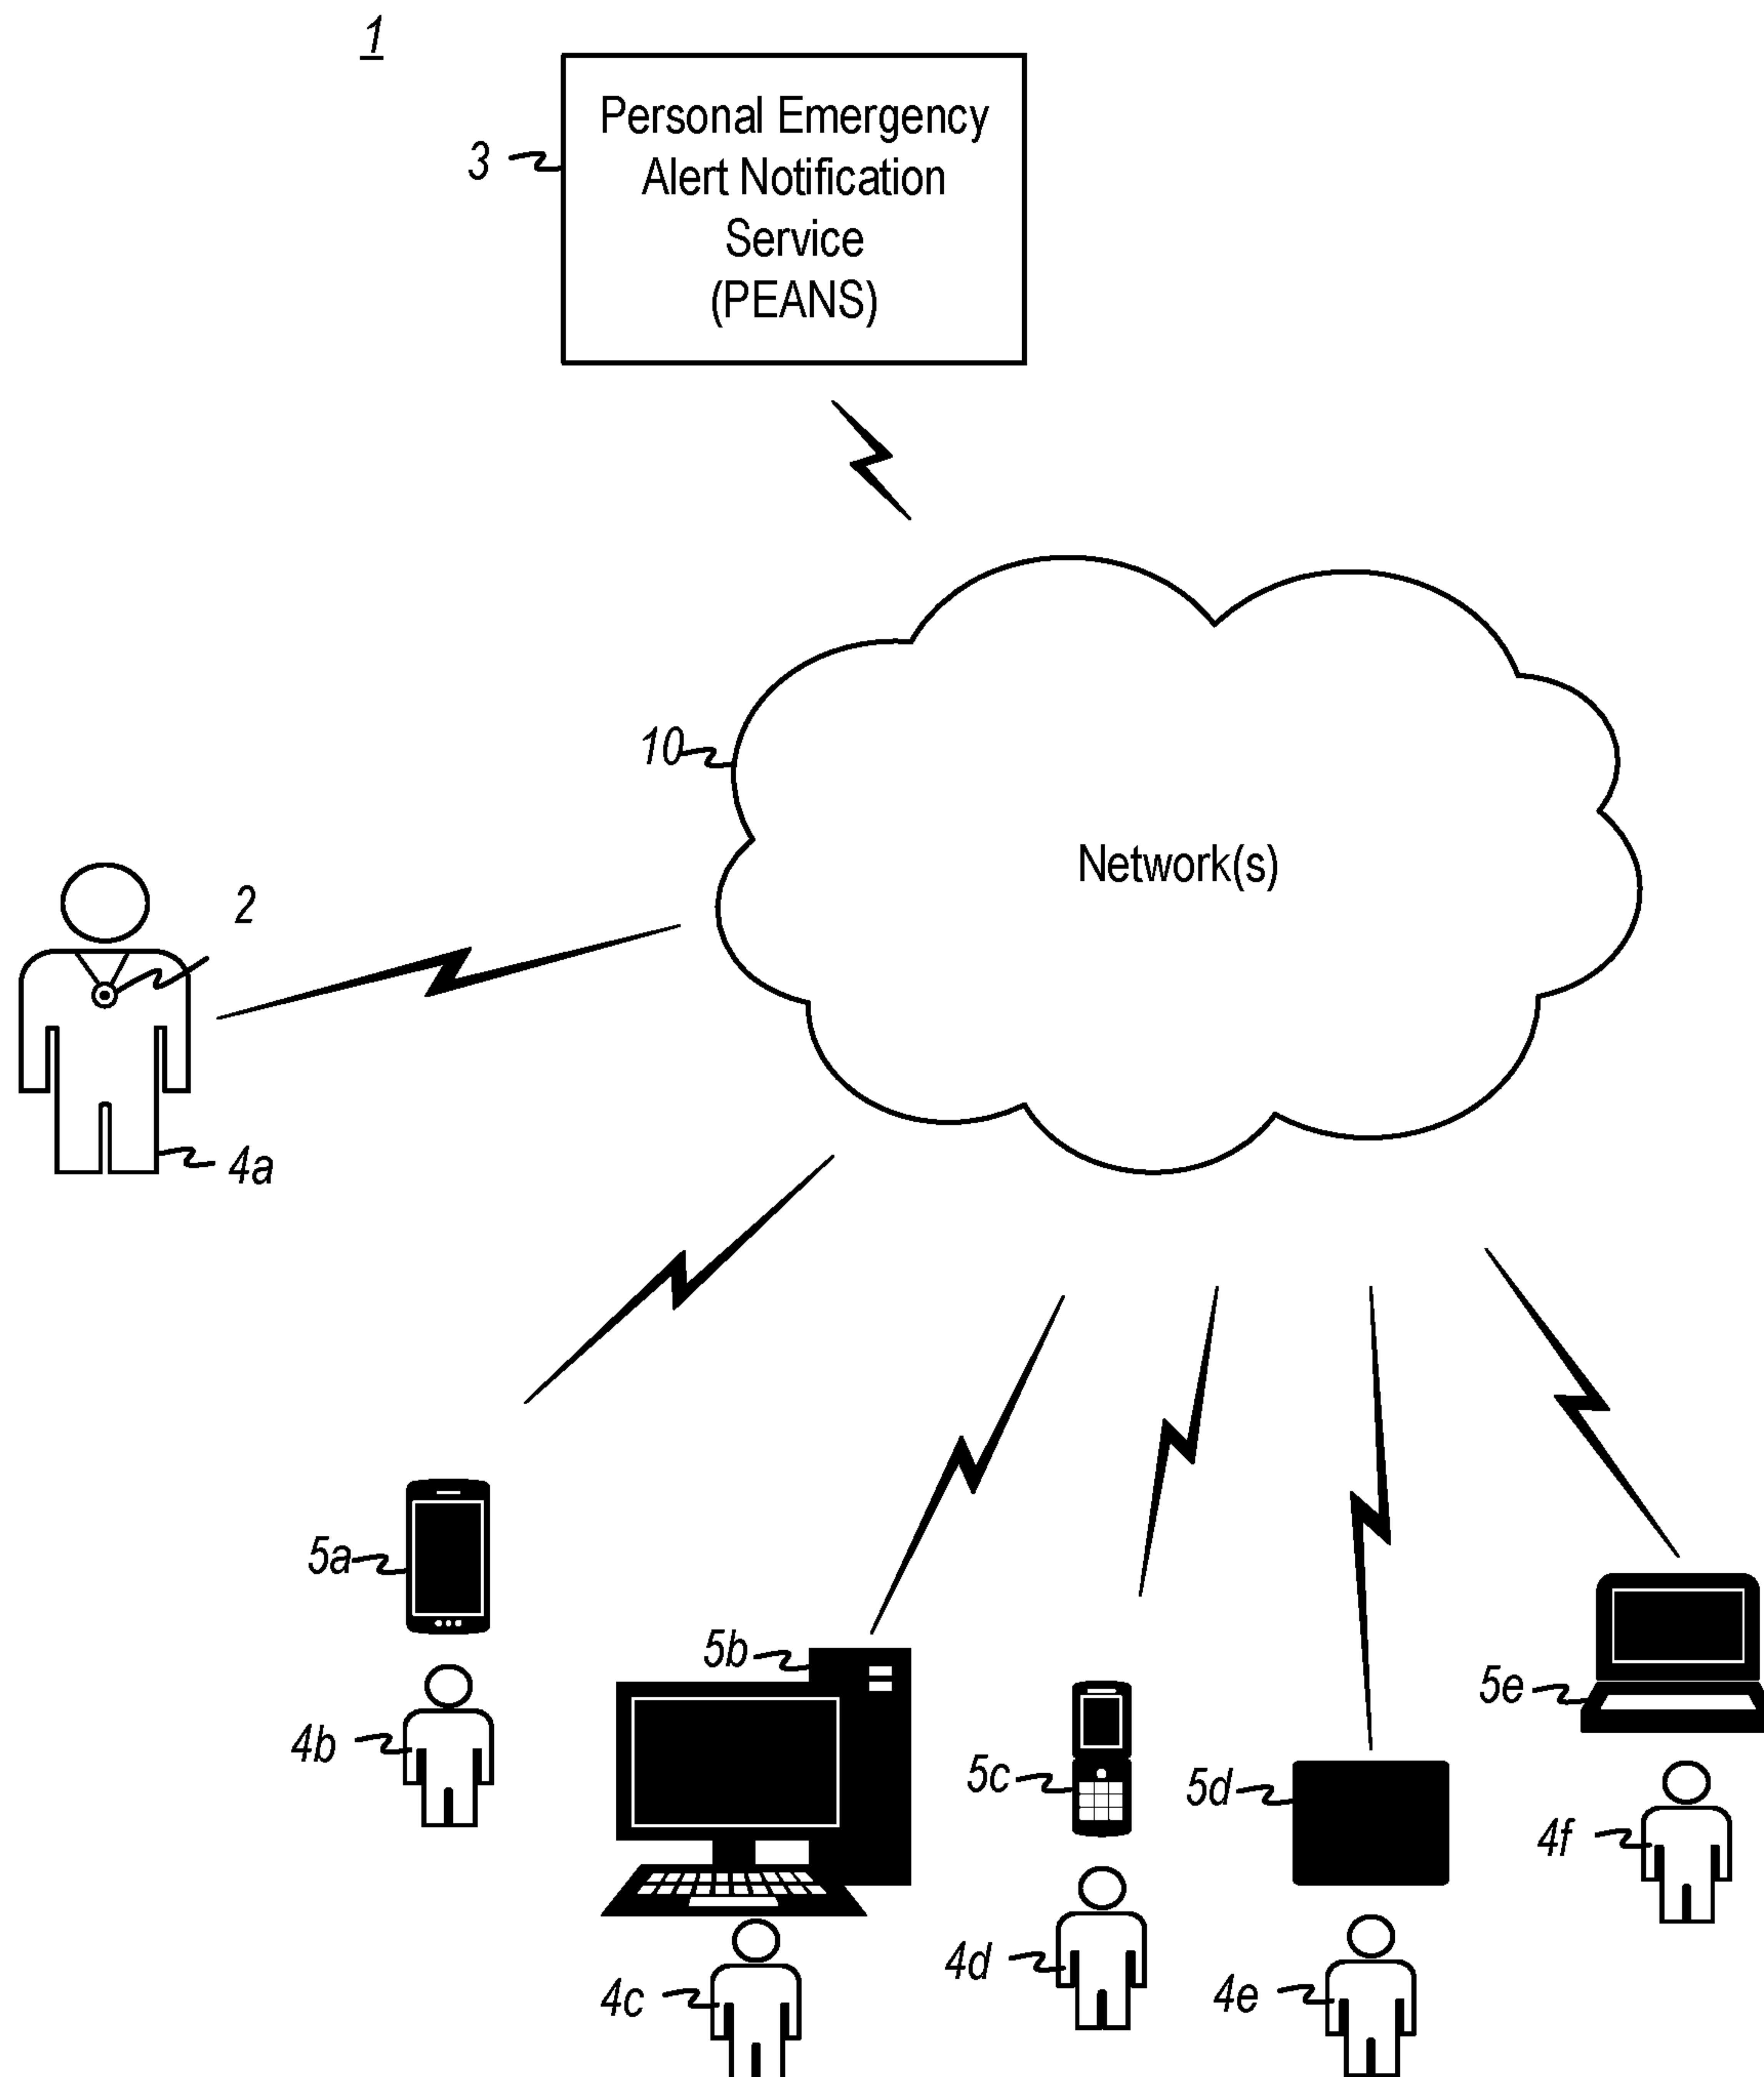 1
Personal Emergency
Alert Notification
Service
(PEANS)
3
10
Network(s)
2
4a
5a
5b
5e
4b
5c
5d
4f
4d
4c
4e